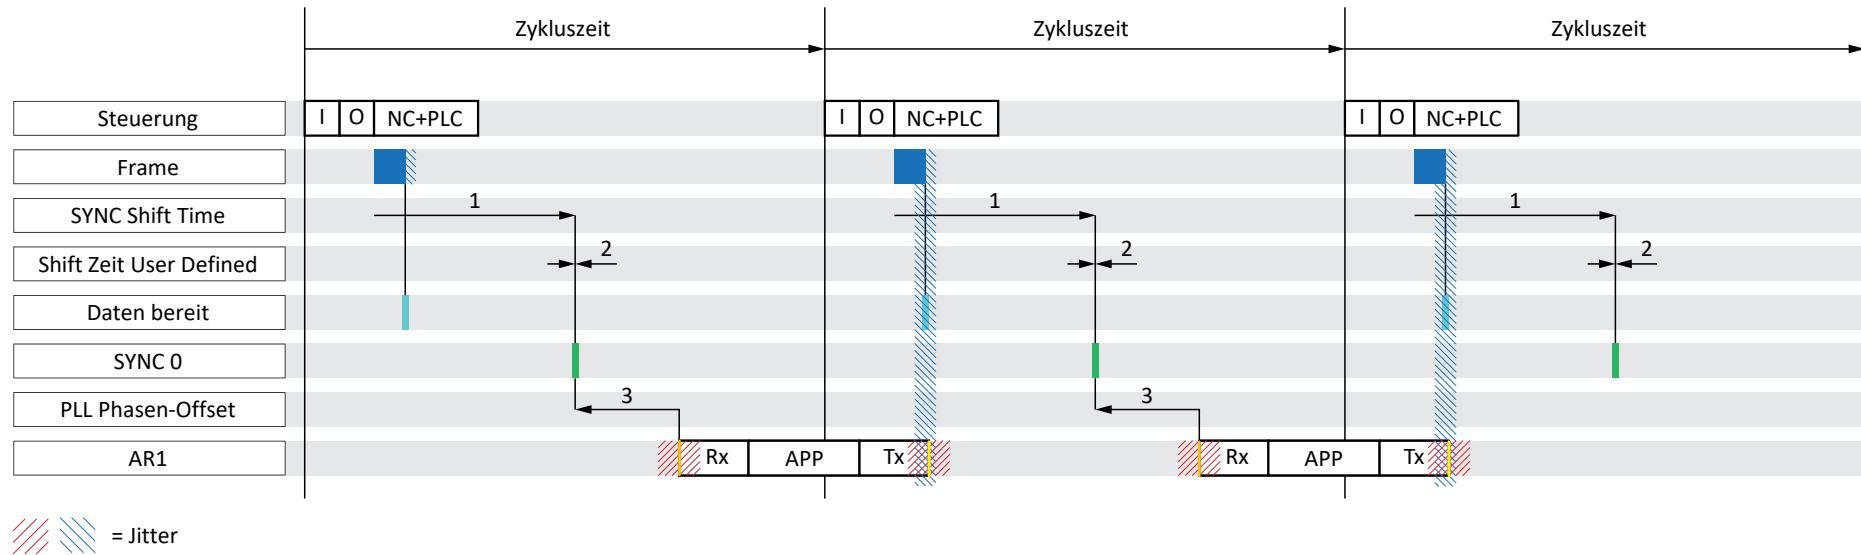 Zykluszeit Zykluszeit Zykluszeit
Steuerung I O NC+PLC I O NC+PLC I O NC+PLC
Frame
SYNC Shift Time 1 1 1
Shift Zeit User Defined 2 2 2
Daten bereit
SYNC 0
PLL Phasen-Offset 3 3
AR1 Rx APP Tx Rx APP Tx
= Jitter